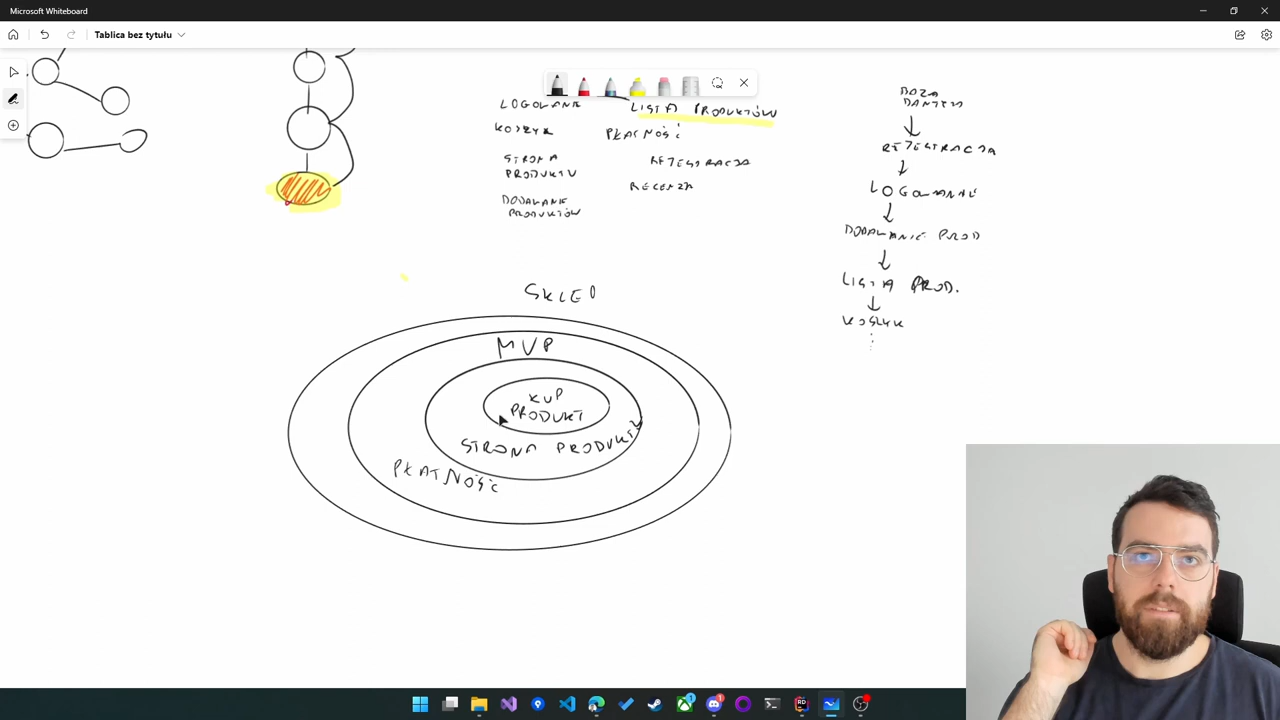 Microsoft Whiteboard
Tablica bez tytułu
LOGOWANIE
LISTA PRODUKTÓW
KOSZYK
PŁATNOŚĆ
STRONA
PRODUKTU
REJESTRACJA
DODAWANIE
PRODUKTÓW
RECENZJA
BAZA
DANYCH
REJESTRACJA
LOGOWANIE
DODAWANIE PROD
LISTA PROD.
KOSZYK
SKLEP
MVP
KUP
PRODUKT
STRONA PRODUKTU
PŁATNOŚĆ